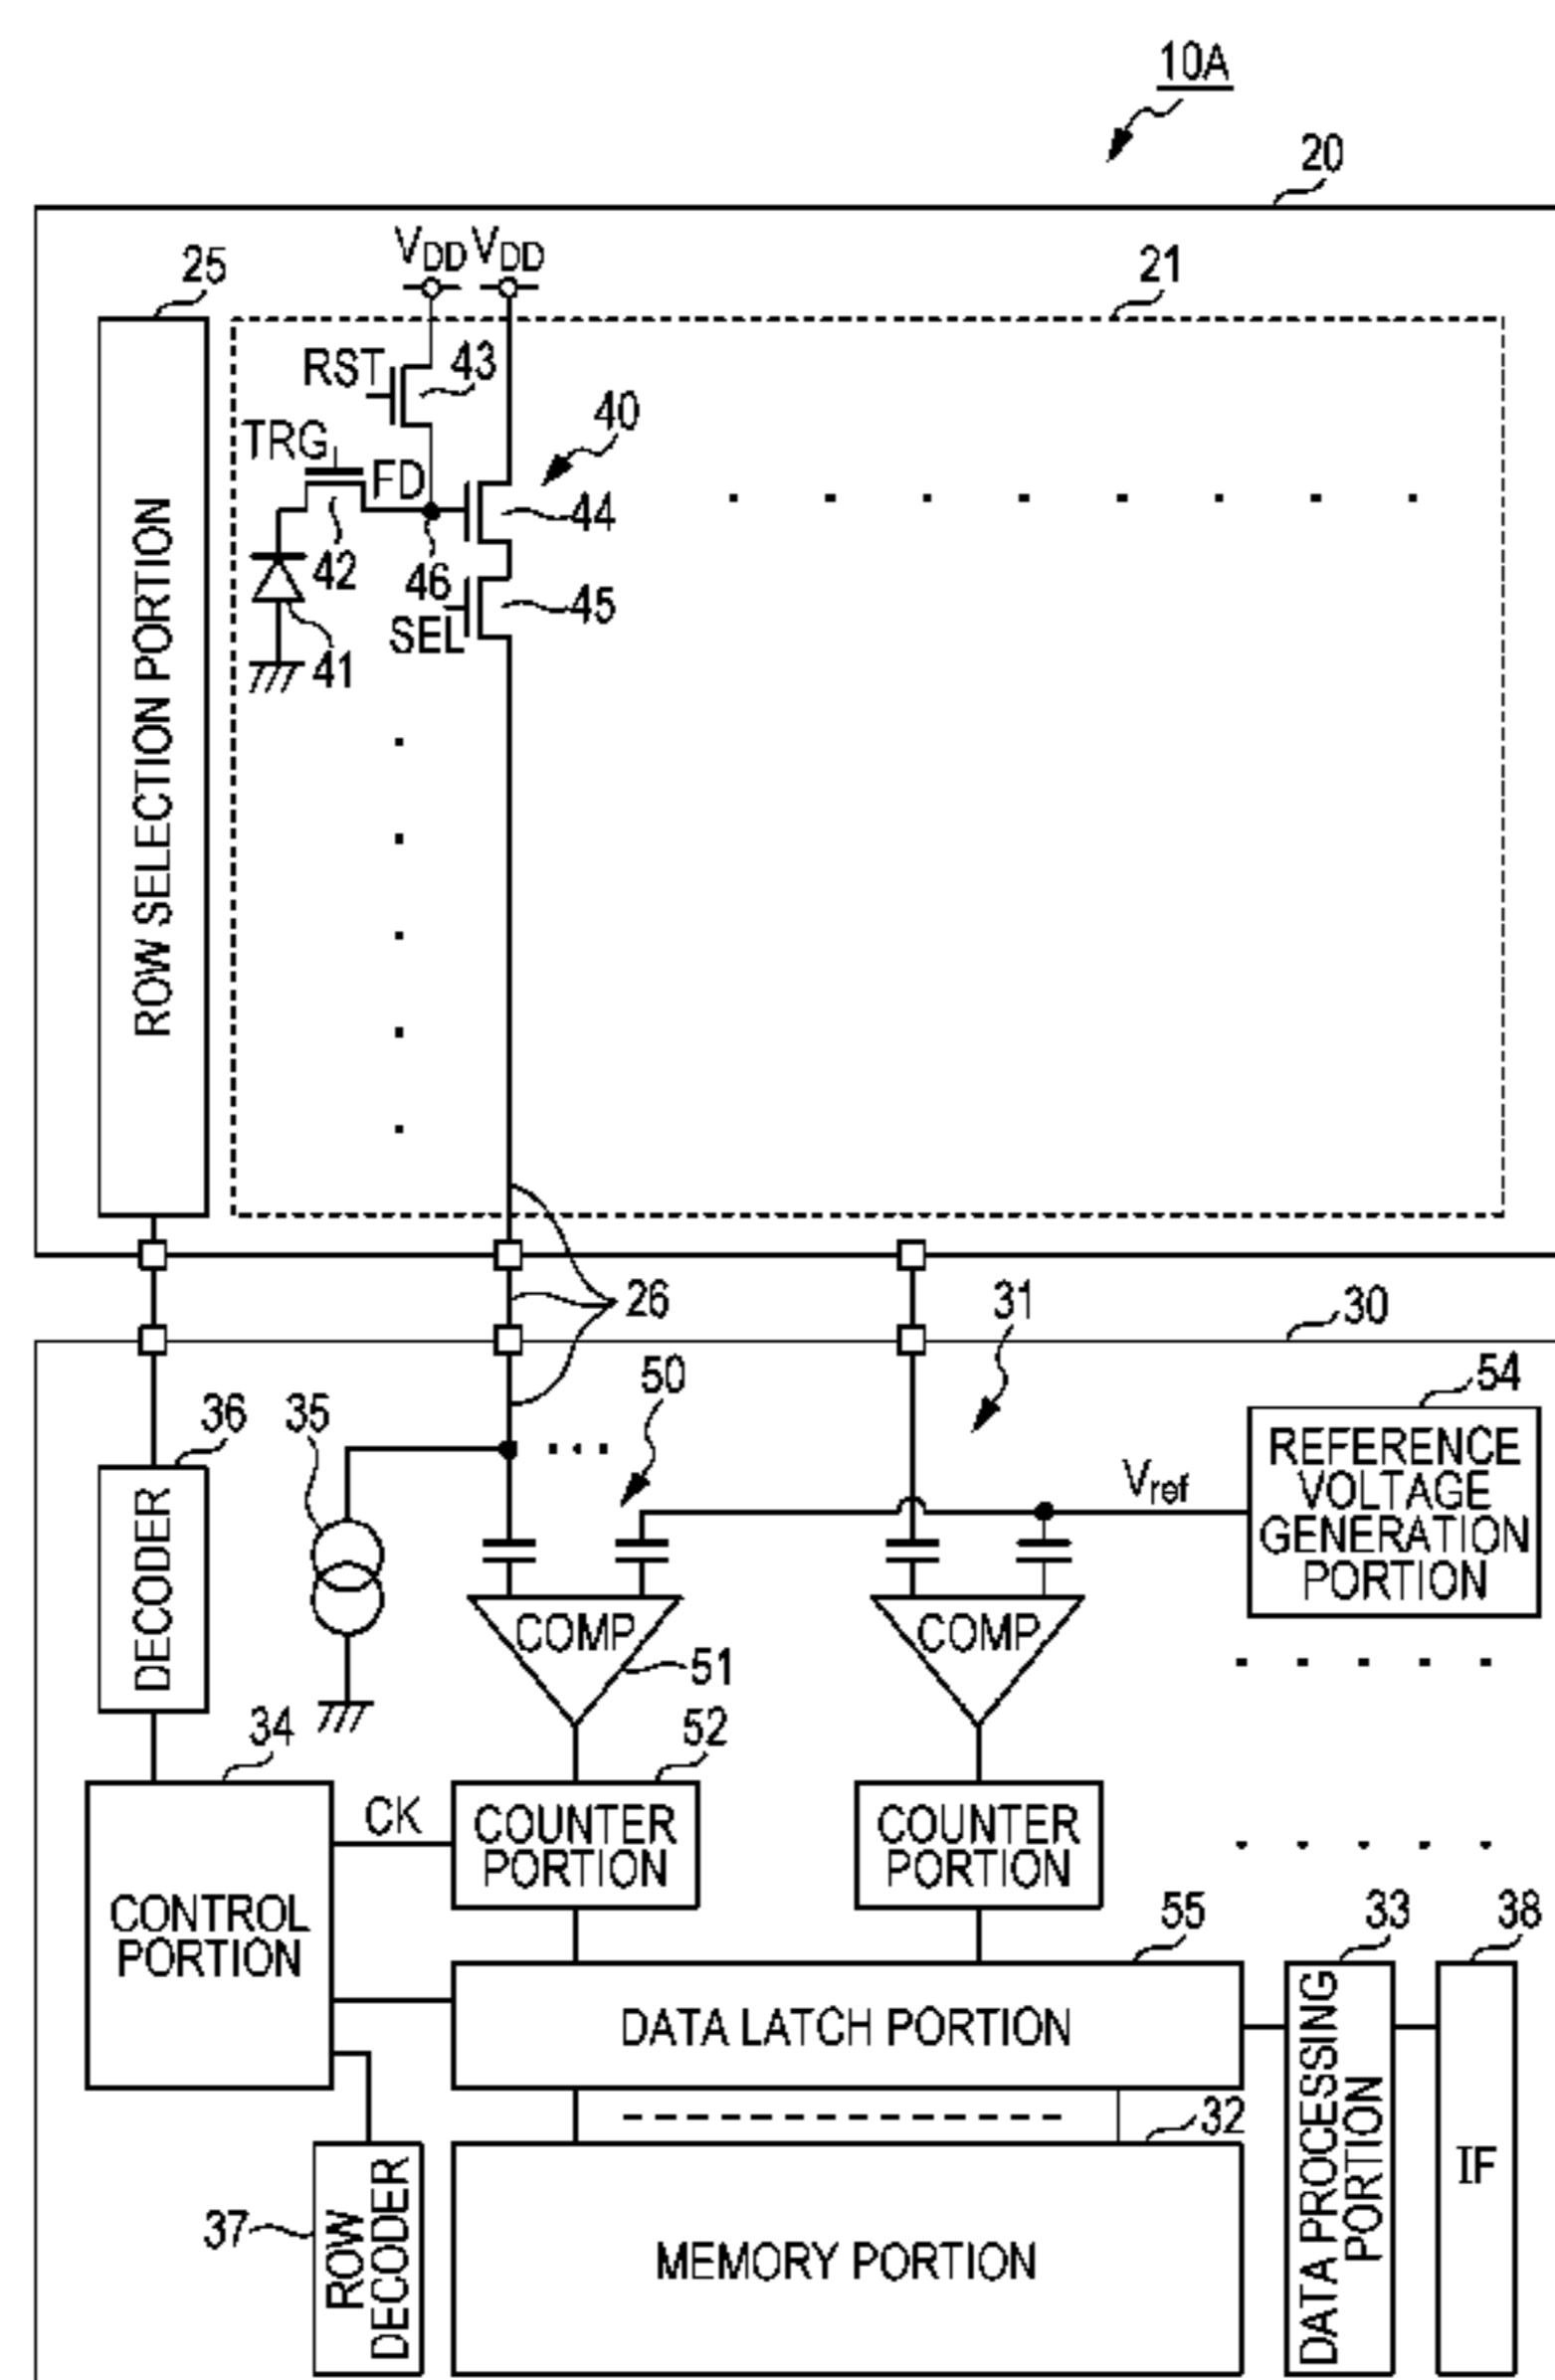 10A
20
VDD VDD
25
21
RST
43
TRG
FD
40
44
42
46
45
SEL
41
ROW SELECTION PORTION
26
31
30
50
54
36
35
REFERENCE
VOLTAGE
GENERATION
PORTION
Vref
DECODER
COMP
COMP
51
34
52
CK
COUNTER
PORTION
COUNTER
PORTION
CONTROL
PORTION
55
33
38
DATA LATCH PORTION
DATA PROCESSING
PORTION
IF
32
37
ROW
DECODER
MEMORY PORTION